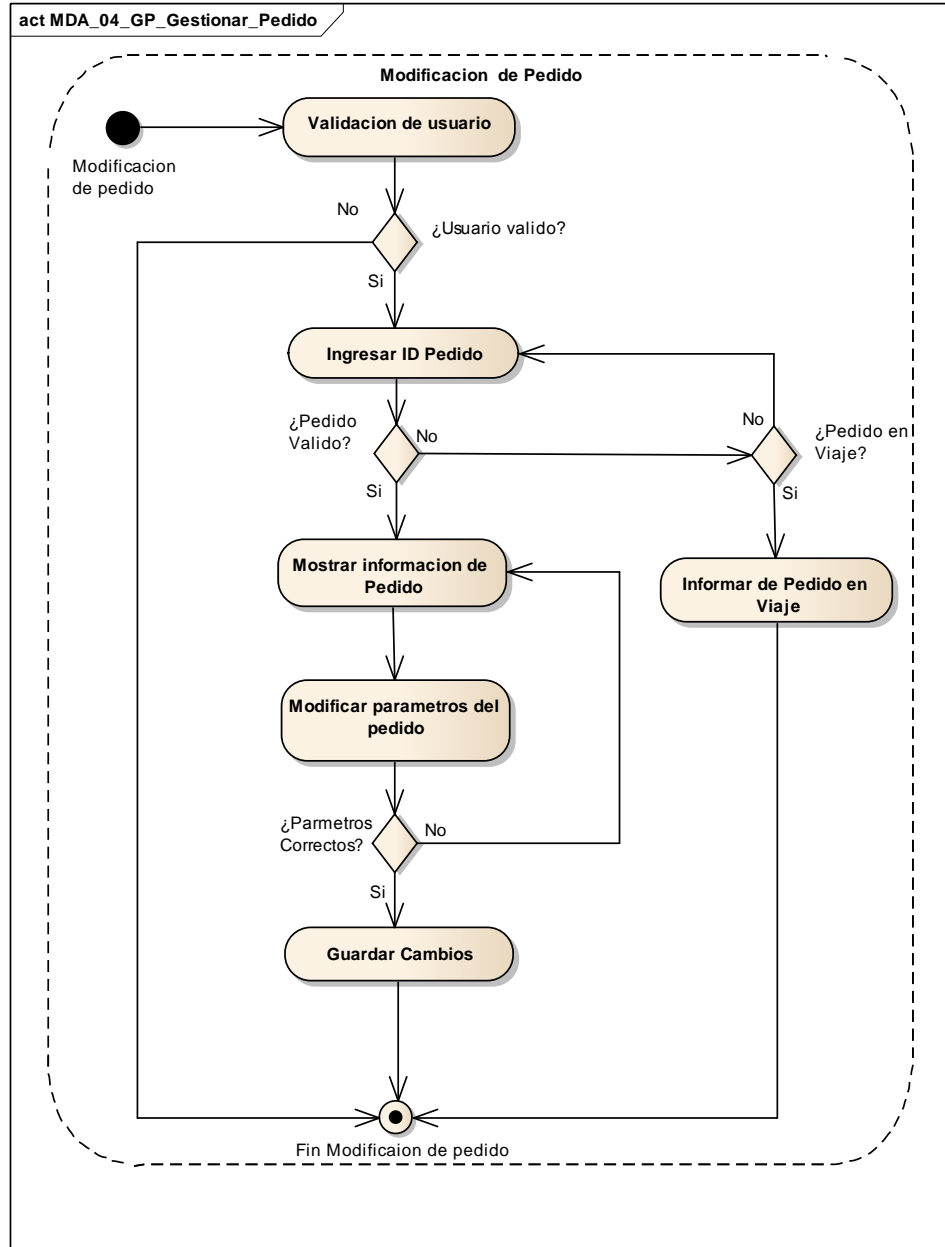 act MDA_04_GP_Gestionar_Pedido
Modificacion de Pedido
Validacion de usuario
Modificacion
de pedido
No
¿Usuario valido?
Si
Ingresar ID Pedido
¿Pedido
Valido?
No
No
¿Pedido en
Viaje?
Si
Si
Mostrar informacion de
Pedido
Informar de Pedido en
Viaje
Modificar parametros del
pedido
¿Parmetros
Correctos?
No
Si
Guardar Cambios
Fin Modificaion de pedido